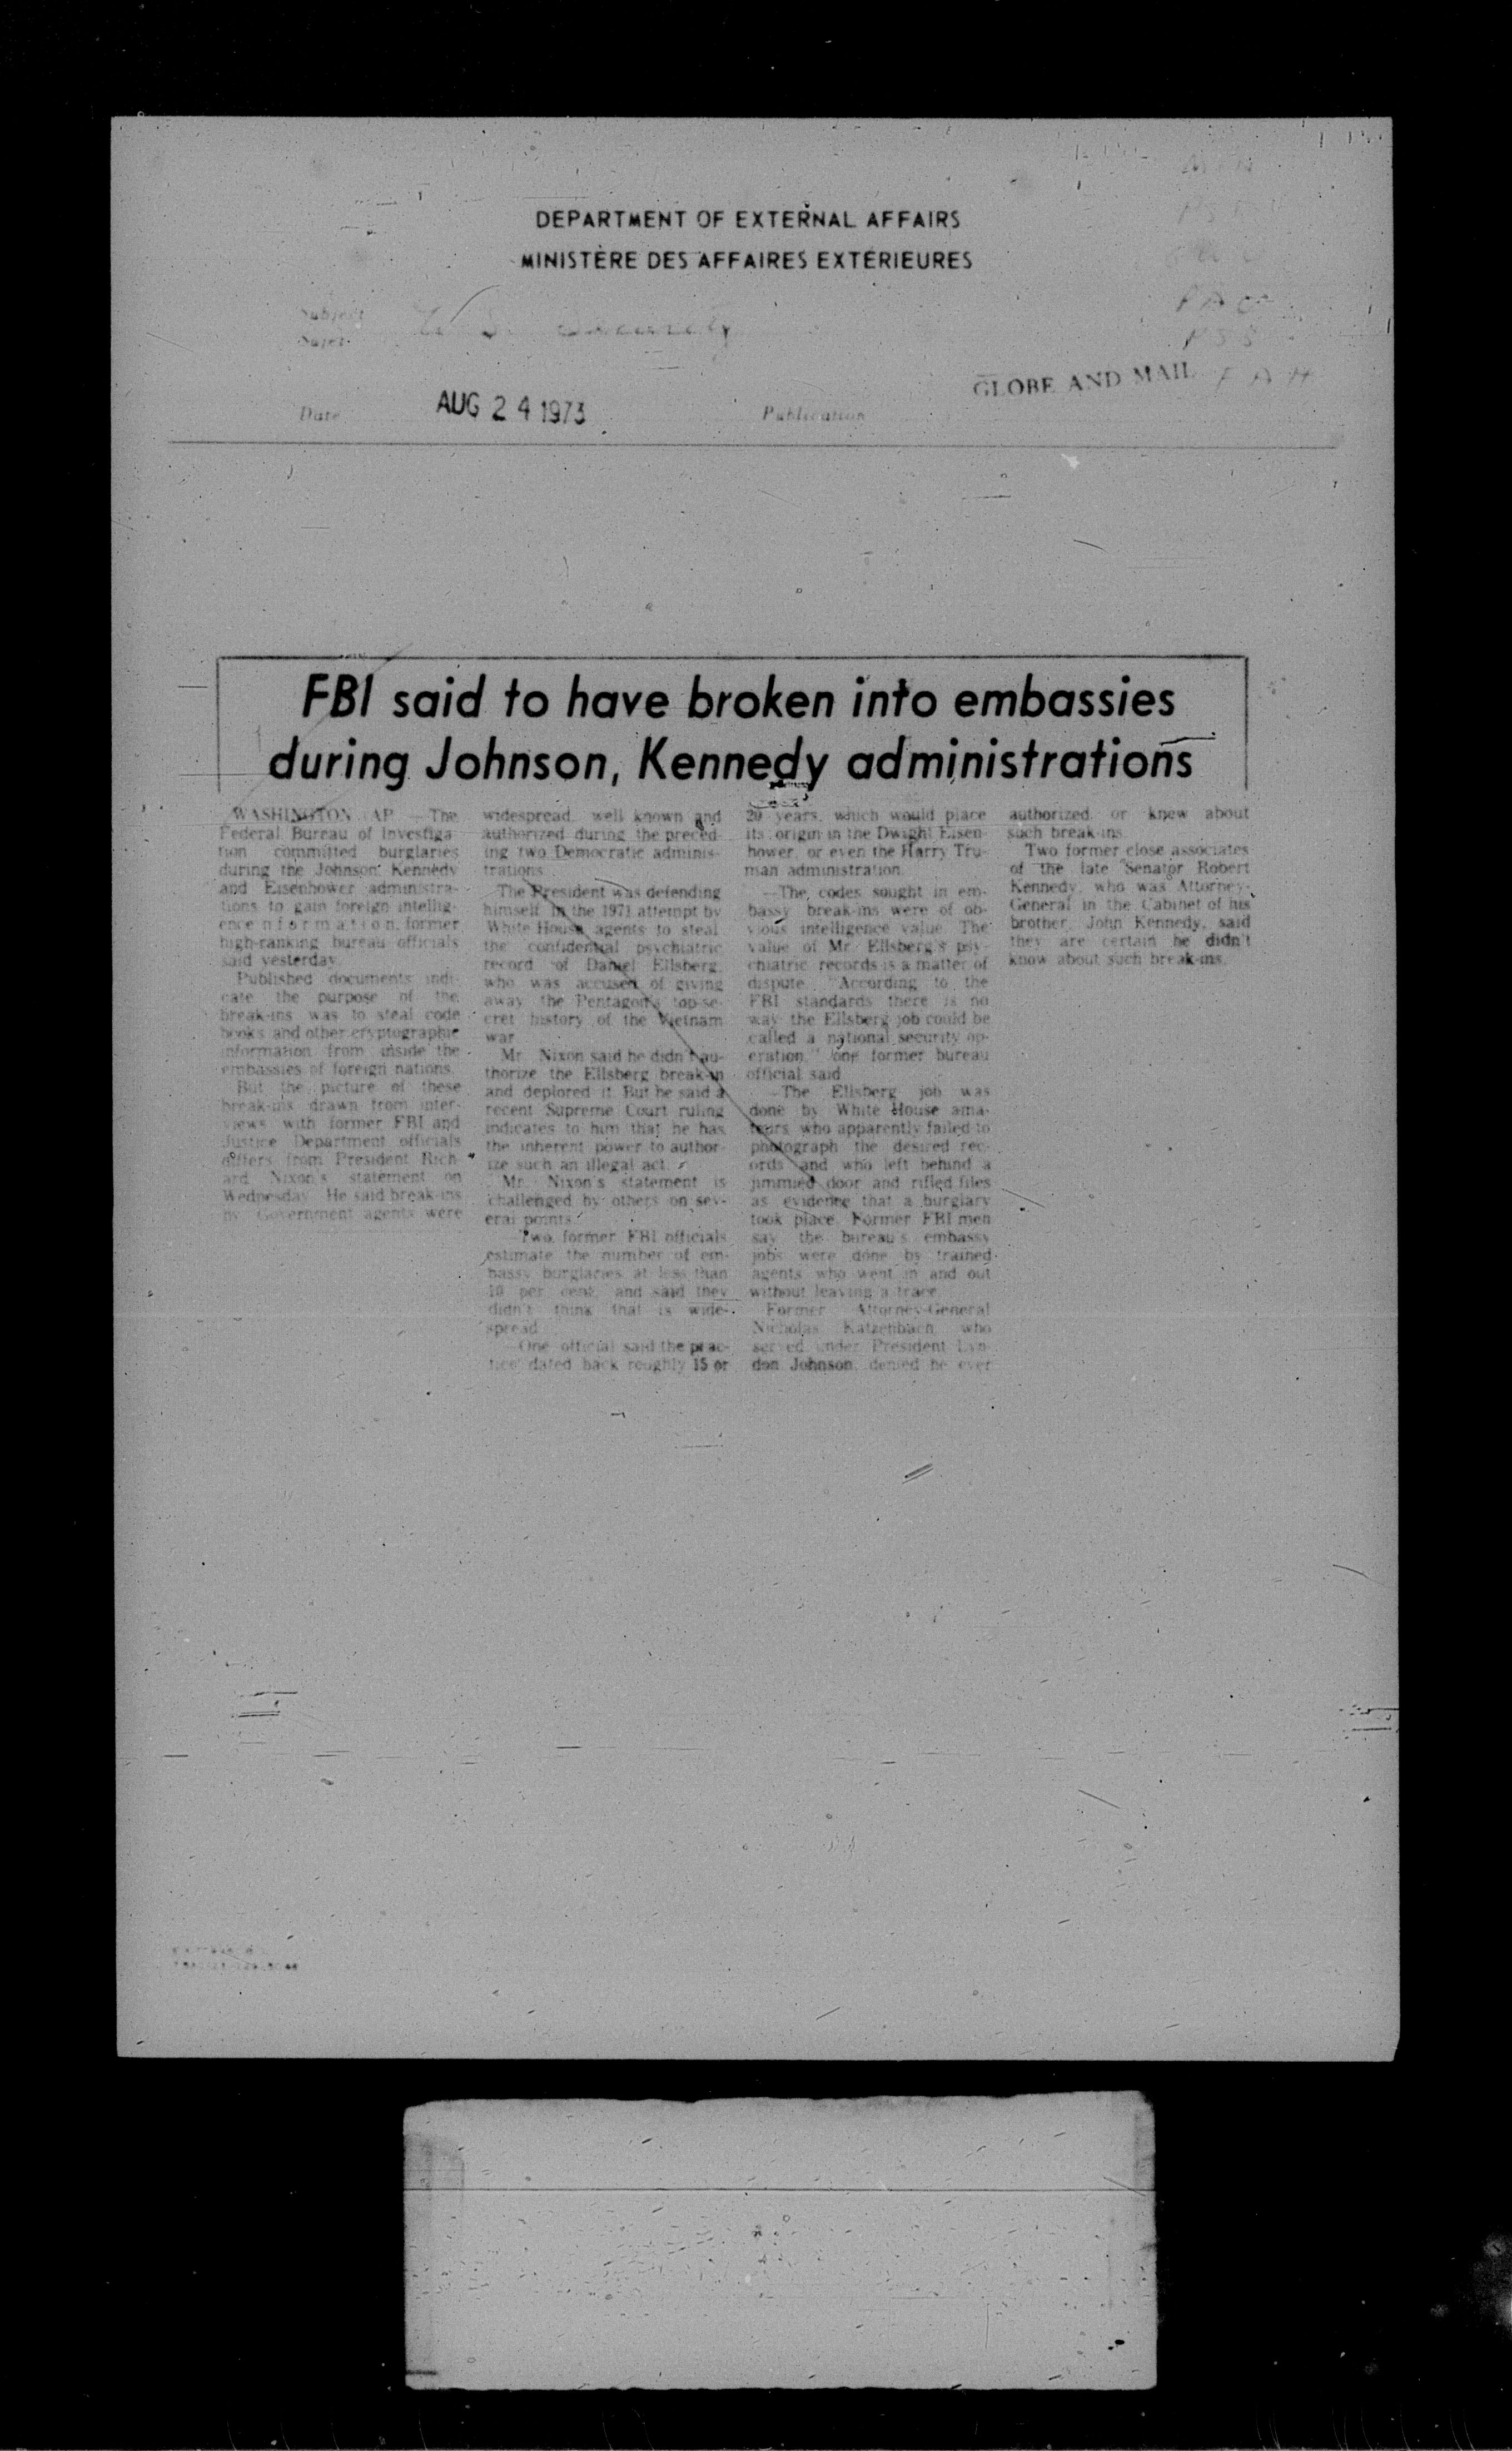 DEPARTMENT OF EXTERNAL AFFAIRS
MINISTÈRE DES AFFAIRES EXTÉRIEURES
Subject
Sujet
U.S. Security
PAG
FAH
GLOBE AND MAIL
Date
AUG 24 1973
Publication
FBI said to have broken into embassies
during Johnson, Kennedy administrations
WASHINGTON (AP) — The
Federal Bureau of Investiga-
tion committed burglaries
during the Johnson, Kennedy
and Eisenhower administra-
tions to gain foreign intellig-
ence information, former
high-ranking bureau officials
said yesterday.
Published documents indi-
cate the purpose of the
break-ins was to steal code
books and other cryptographic
information from inside the
embassies of foreign nations.
But the picture of these
break-ins drawn from inter-
views with former FBI and
Justice Department officials
differs from President Rich-
ard Nixon's statement on
Wednesday. He said break-ins
by Government agents were
widespread, well known and
authorized during the preced-
ing two Democratic adminis-
trations.
The President was defending
himself in the 1971 attempt by
White House agents to steal
the confidential psychiatric
record of Daniel Ellsberg,
who was accused of giving
away the Pentagon's top-se-
cret history of the Vietnam
war.
Mr. Nixon said he didn't au-
thorize the Ellsberg break-in
and deplored it. But he said a
recent Supreme Court ruling
indicates to him that he has
the inherent power to author-
ize such an illegal act.
Mr. Nixon's statement is
challenged by others on sev-
eral points:
—Two former FBI officials
estimate the number of em-
bassy burglaries at less than
10 per cent, and said they
didn't think that is wide-
spread.
—One official said the prac-
tice dated back roughly 15 or
20 years, which would place
its origin in the Dwight Eisen-
hower, or even the Harry Tru-
man administration.
—The codes sought in em-
bassy break-ins were of ob-
vious intelligence value. The
value of Mr. Ellsberg's psy-
chiatric records is a matter of
dispute. "According to the
FBI standards there is no
way the Ellsberg job could be
called a national security op-
eration," one former bureau
official said.
—The Ellsberg job was
done by White House ama-
teurs who apparently failed to
photograph the desired rec-
ords and who left behind a
jimmied door and rifled files
as evidence that a burglary
took place. Former FBI men
say the bureau's embassy
jobs were done by trained
agents who went in and out
without leaving a trace.
Former Attorney-General
Nicholas Katzenbach, who
served under President Lyn-
don Johnson, denied he ever
authorized or knew about
such break-ins.
Two former close associates
of the late Senator Robert
Kennedy, who was Attorney-
General in the Cabinet of his
brother, John Kennedy, said
they are certain he didn't
know about such break-ins.